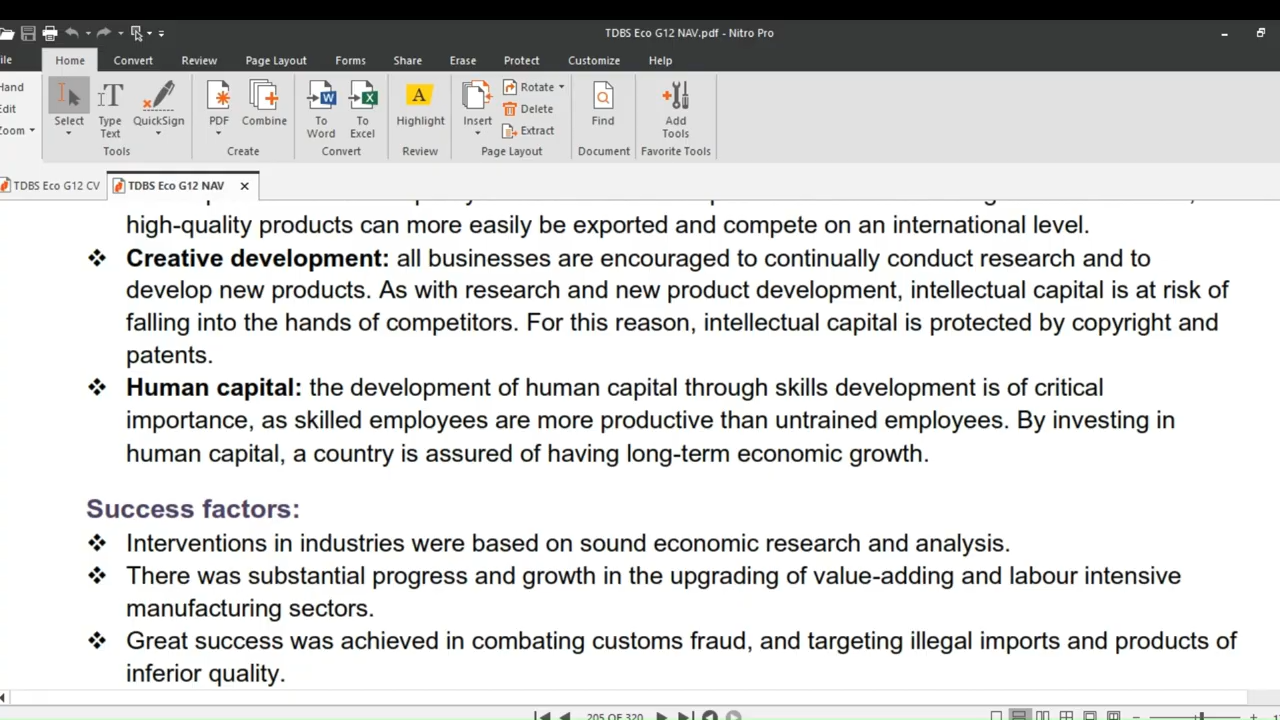 TDBS Eco G12 NAV.pdf - Nitro Pro
Home Convert Review Page Layout Forms Share Erase Protect Customize Help
Select
Type Text
QuickSign
Tools
PDF
Combine
Create
To Word
To Excel
Convert
Highlight
Review
Insert
Rotate
Delete
Extract
Page Layout
Find
Document
Add Tools
Favorite Tools
TDBS Eco G12 CV
TDBS Eco G12 NAV
high-quality products can more easily be exported and compete on an international level.
❖ Creative development: all businesses are encouraged to continually conduct research and to
develop new products. As with research and new product development, intellectual capital is at risk of
falling into the hands of competitors. For this reason, intellectual capital is protected by copyright and
patents.
❖ Human capital: the development of human capital through skills development is of critical
importance, as skilled employees are more productive than untrained employees. By investing in
human capital, a country is assured of having long-term economic growth.
Success factors:
❖ Interventions in industries were based on sound economic research and analysis.
❖ There was substantial progress and growth in the upgrading of value-adding and labour intensive
manufacturing sectors.
❖ Great success was achieved in combating customs fraud, and targeting illegal imports and products of
inferior quality.
205 OF 320